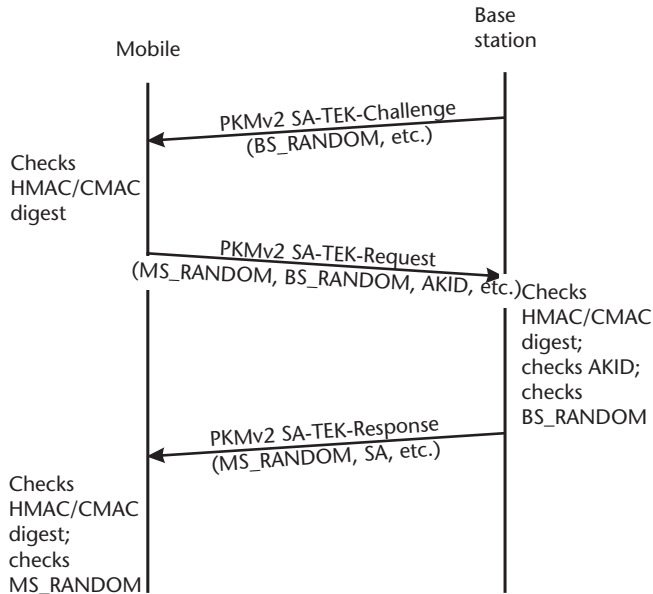 Base
station
Mobile
PKMv2 SA-TEK-Challenge
(BS_RANDOM, etc.)
Checks
HMAC/CMAC
digest
PKMv2 SA-TEK-Request
(MS_RANDOM, BS_RANDOM, AKID, etc.)
Checks
HMAC/CMAC
digest;
checks AKID;
checks
BS_RANDOM
PKMv2 SA-TEK-Response
(MS_RANDOM, SA, etc.)
Checks
HMAC/CMAC
digest;
checks
MS_RANDOM